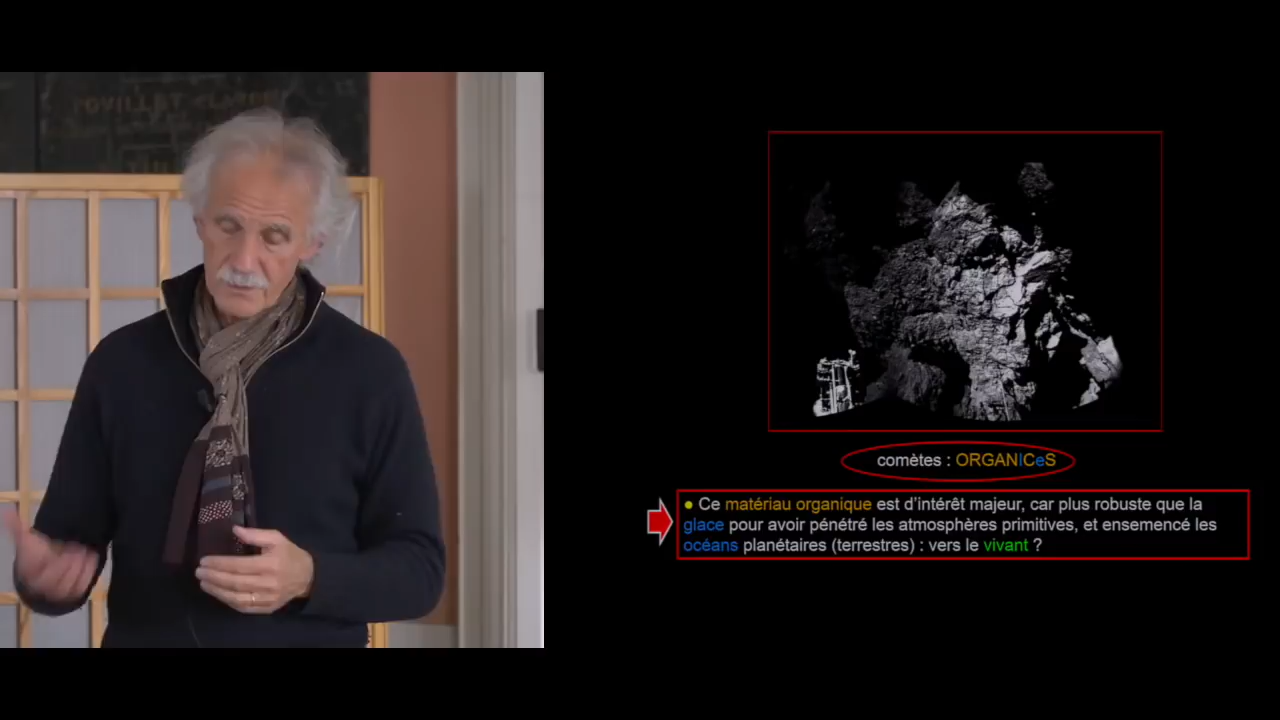 comètes : ORGANICeS
● Ce matériau organique est d'intérêt majeur, car plus robuste que la
glace pour avoir pénétré les atmosphères primitives, et ensemencé les
océans planétaires (terrestres) : vers le vivant ?